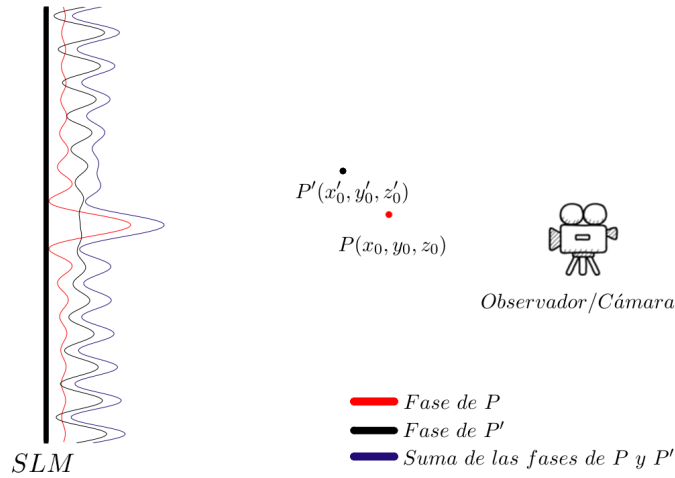 P′(x′₀, y′₀, z′₀)
P(x₀, y₀, z₀)
Observador/Cámara
Fase de P
Fase de P′
Suma de las fases de P y P′
SLM